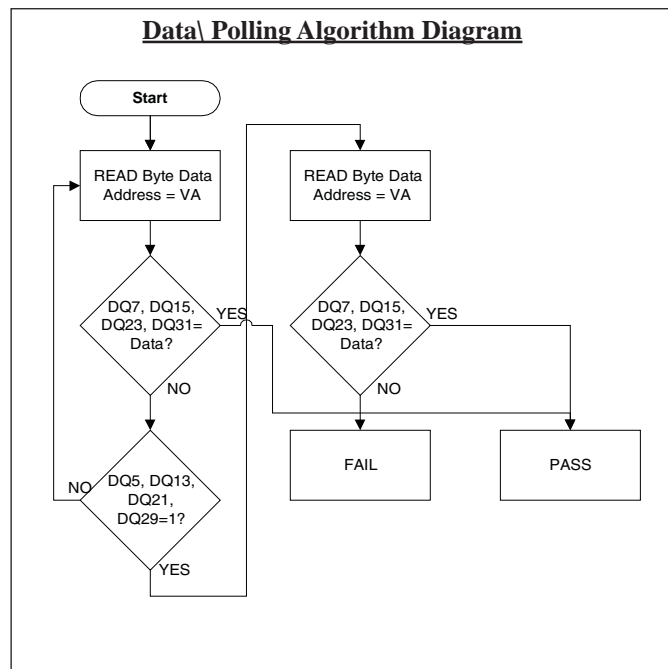 Data\ Polling Algorithm Diagram
Start
READ Byte Data
Address = VA
READ Byte Data
Address = VA
DQ7, DQ15,
DQ23, DQ31=
Data?
YES
NO
DQ7, DQ15,
DQ23, DQ31=
Data?
YES
NO
DQ5, DQ13,
DQ21,
DQ29=1?
NO
YES
FAIL
PASS